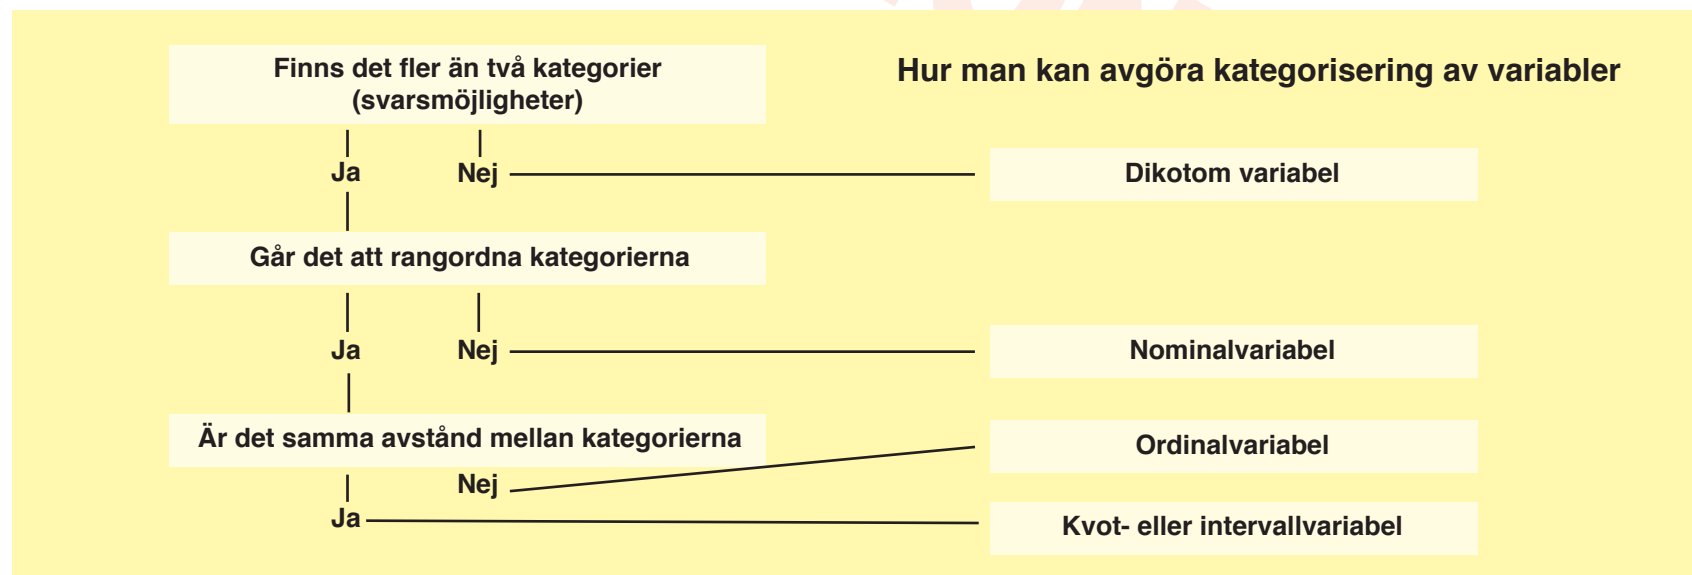 Finns det fler än två kategorier
(svarsmöjligheter)
Hur man kan avgöra kategorisering av variabler
Ja
Nej
Dikotom variabel
Går det att rangordna kategorierna
Ja
Nej
Nominalvariabel
Är det samma avstånd mellan kategorierna
Nej
Ordinalvariabel
Ja
Kvot- eller intervallvariabel